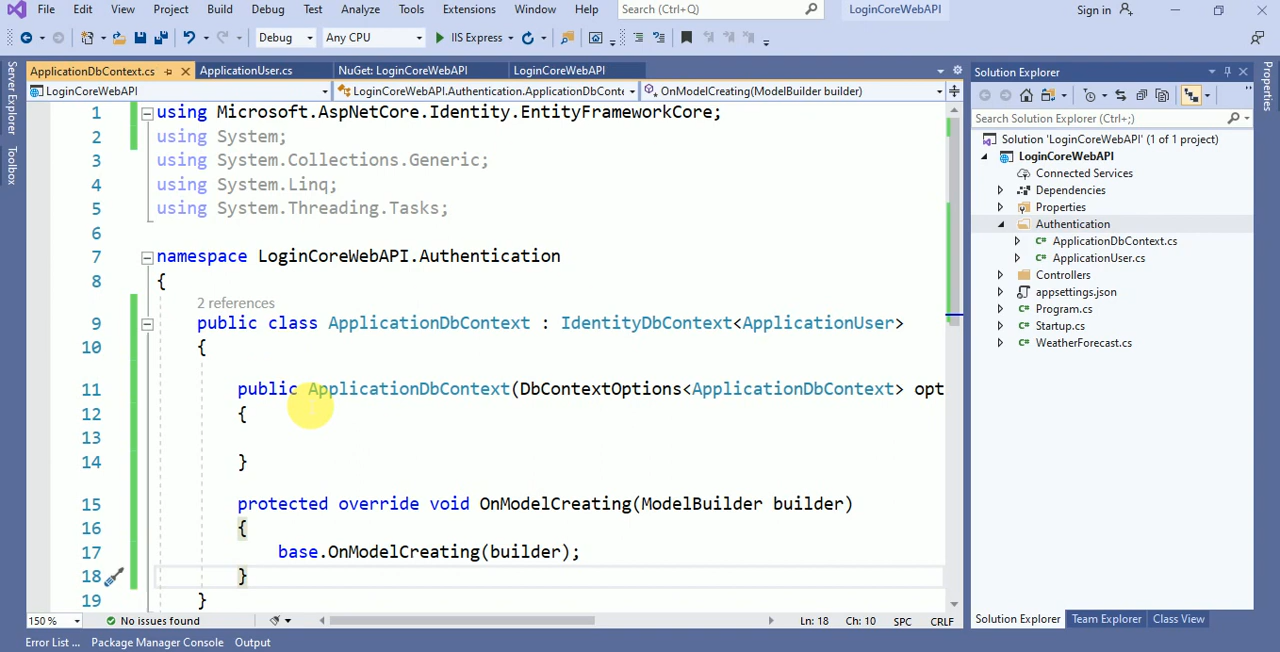 File Edit View Project Build Debug Test Analyze Tools Extensions Window Help Search (Ctrl+Q) LoginCoreWebAPI Sign in
Debug Any CPU IIS Express
Server Explorer
Toolbox
ApplicationDbContext.cs ApplicationUser.cs NuGet: LoginCoreWebAPI LoginCoreWebAPI
LoginCoreWebAPI LoginCoreWebAPI.Authentication.ApplicationDbConte OnModelCreating(ModelBuilder builder)
1 using Microsoft.AspNetCore.Identity.EntityFrameworkCore;
2 using System;
3 using System.Collections.Generic;
4 using System.Linq;
5 using System.Threading.Tasks;
6
7 namespace LoginCoreWebAPI.Authentication
8 {
2 references
9 public class ApplicationDbContext : IdentityDbContext<ApplicationUser>
10 {
11 public ApplicationDbContext(DbContextOptions<ApplicationDbContext> opt
12 {
13
14 }
15 protected override void OnModelCreating(ModelBuilder builder)
16 {
17 base.OnModelCreating(builder);
18 }
19 }
150 % No issues found Ln: 18 Ch: 10 SPC CRLF
Error List ... Package Manager Console Output
Solution Explorer
Search Solution Explorer (Ctrl+;)
Solution 'LoginCoreWebAPI' (1 of 1 project)
LoginCoreWebAPI
Connected Services
Dependencies
Properties
Authentication
ApplicationDbContext.cs
ApplicationUser.cs
Controllers
appsettings.json
Program.cs
Startup.cs
WeatherForecast.cs
Solution Explorer Team Explorer Class View
Properties